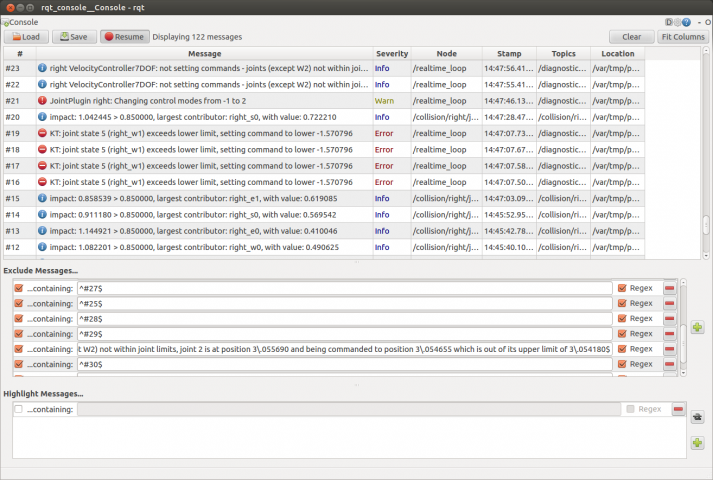 rqt_console__Console - rqt
Console
D ? - O
Load Save Resume Displaying 122 messages Clear Fit Columns
# Message Severity Node Stamp Topics Location
#23 right VelocityController7DOF: not setting commands - joints (except W2) not within joi... Info /realtime_loop 14:47:56.41... /diagnostic... /var/tmp/p...
#22 right VelocityController7DOF: not setting commands - joints (except W2) not within joi... Info /realtime_loop 14:47:55.41... /diagnostic... /var/tmp/p...
#21 JointPlugin right: Changing control modes from -1 to 2 Warn /realtime_loop 14:47:46.13... /diagnostic... /var/tmp/p...
#20 impact: 1.042445 > 0.850000, largest contributor: right_s0, with value: 0.722210 Info /collision/right/j... 14:47:28.47... /collision/ri... /var/tmp/p...
#19 KT: joint state 5 (right_w1) exceeds lower limit, setting command to lower -1.570796 Error /realtime_loop 14:47:07.73... /diagnostic... /var/tmp/p...
#18 KT: joint state 5 (right_w1) exceeds lower limit, setting command to lower -1.570796 Error /realtime_loop 14:47:07.67... /diagnostic... /var/tmp/p...
#17 KT: joint state 5 (right_w1) exceeds lower limit, setting command to lower -1.570796 Error /realtime_loop 14:47:07.58... /diagnostic... /var/tmp/p...
#16 KT: joint state 5 (right_w1) exceeds lower limit, setting command to lower -1.570796 Error /realtime_loop 14:47:07.50... /diagnostic... /var/tmp/p...
#15 impact: 0.858539 > 0.850000, largest contributor: right_e1, with value: 0.619085 Info /collision/right/j... 14:47:03.09... /collision/ri... /var/tmp/p...
#14 impact: 0.911180 > 0.850000, largest contributor: right_s0, with value: 0.569542 Info /collision/right/j... 14:45:52.95... /collision/ri... /var/tmp/p...
#13 impact: 1.144921 > 0.850000, largest contributor: right_e0, with value: 0.410046 Info /collision/right/j... 14:45:42.78... /collision/ri... /var/tmp/p...
#12 impact: 1.082201 > 0.850000, largest contributor: right_w0, with value: 0.490625 Info /collision/right/j... 14:45:40.10... /collision/ri... /var/tmp/p...
Exclude Messages...
...containing: ^#27$ Regex
...containing: ^#25$ Regex
...containing: ^#28$ Regex
...containing: ^#29$ Regex
...containing: t W2) not within joint limits, joint 2 is at position 3\,055690 and being commanded to position 3\,054655 which is out of its upper limit of 3\,054180$ Regex
...containing: ^#30$ Regex
Highlight Messages...
...containing: Regex